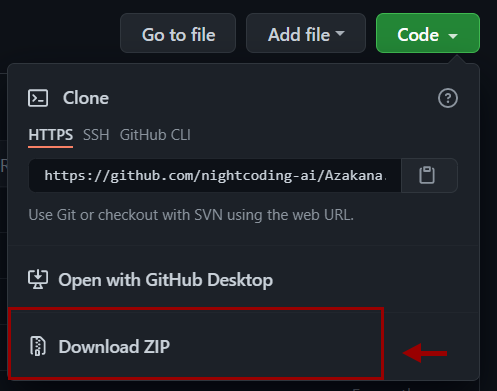 Go to file
Add file
Code
Clone
HTTPS SSH GitHub CLI
https://github.com/nightcoding-ai/Azakana.
Use Git or checkout with SVN using the web URL.
Open with GitHub Desktop
Download ZIP